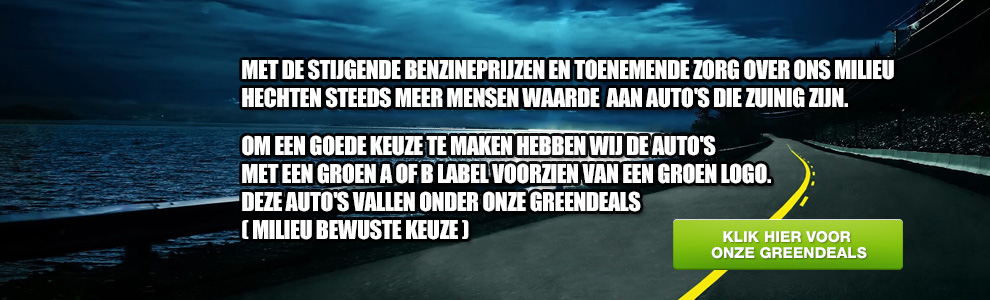 MET DE STIJGENDE BENZINEPRIJZEN EN TOENEMENDE ZORG OVER ONS MILIEU
HECHTEN STEEDS MEER MENSEN WAARDE AAN AUTO'S DIE ZUINIG ZIJN.
OM EEN GOEDE KEUZE TE MAKEN HEBBEN WIJ DE AUTO'S
MET EEN GROEN A OF B LABEL VOORZIEN VAN EEN GROEN LOGO.
DEZE AUTO'S VALLEN ONDER ONZE GREENDEALS
( MILIEU BEWUSTE KEUZE )
KLIK HIER VOOR
ONZE GREENDEALS